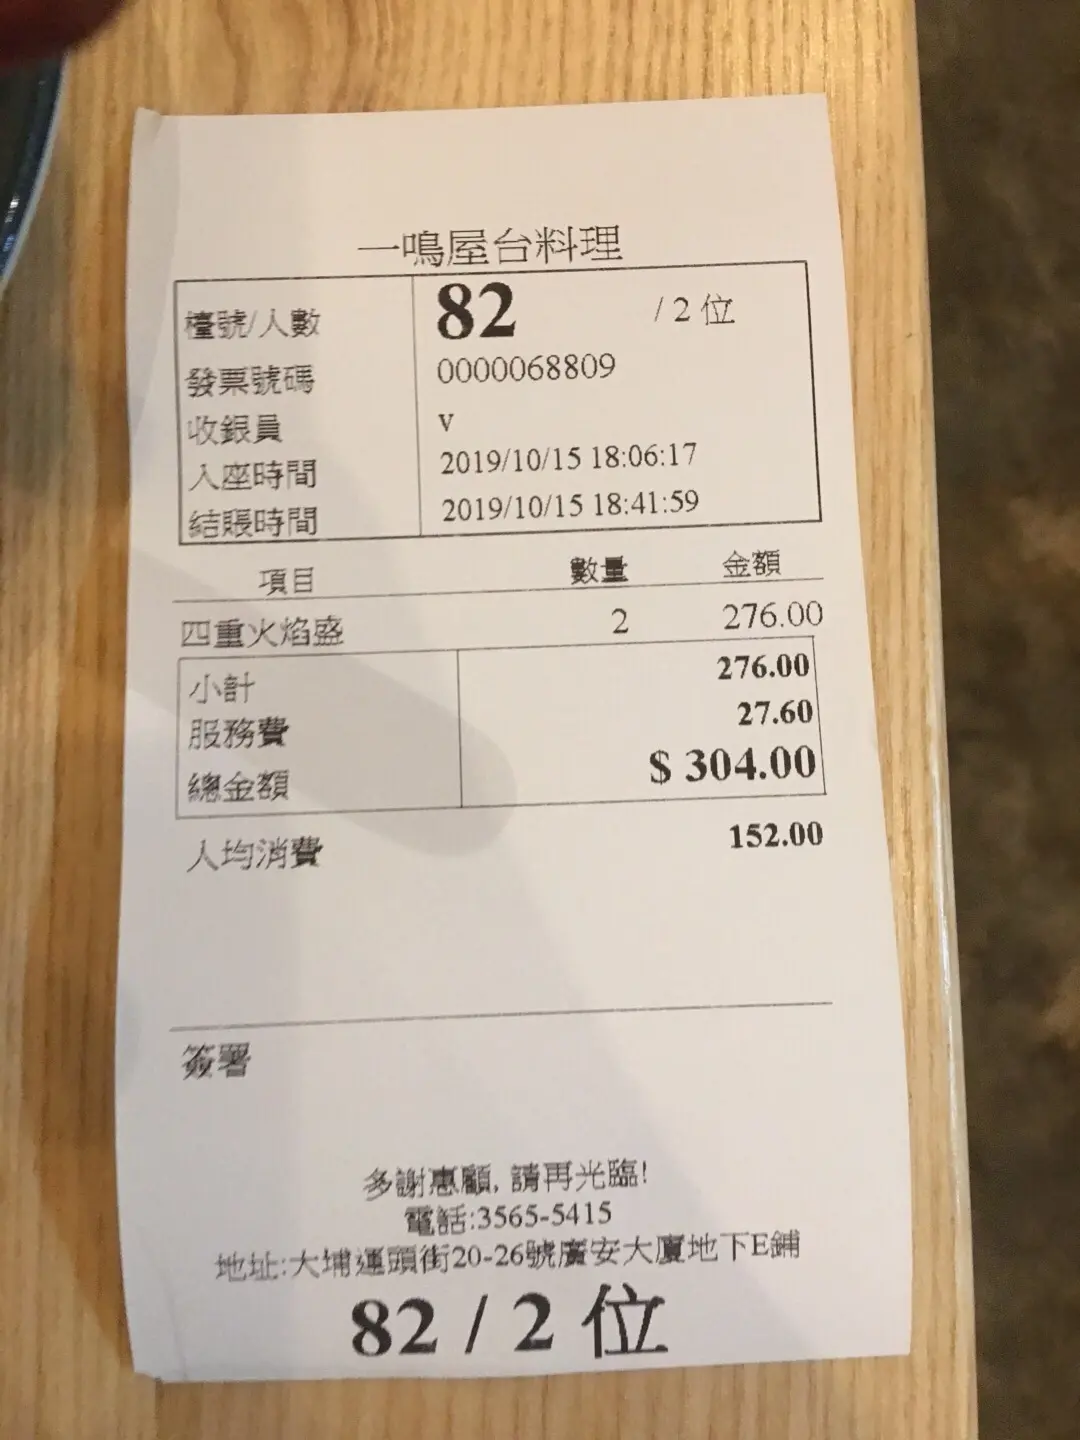 一鳴屋台料理
檯號/人數 82 / 2 位
發票號碼 0000068809
收銀員 v
入座時間 2019/10/15 18:06:17
結賬時間 2019/10/15 18:41:59
項目 數量 金額
四重火焰盛 2 276.00
小計 276.00
服務費 27.60
總金額 $ 304.00
人均消費 152.00
簽署
多謝惠顧, 請再光臨!
電話:3565-5415
地址:大埔運頭街20-26號廣安大廈地下E鋪
82 / 2 位